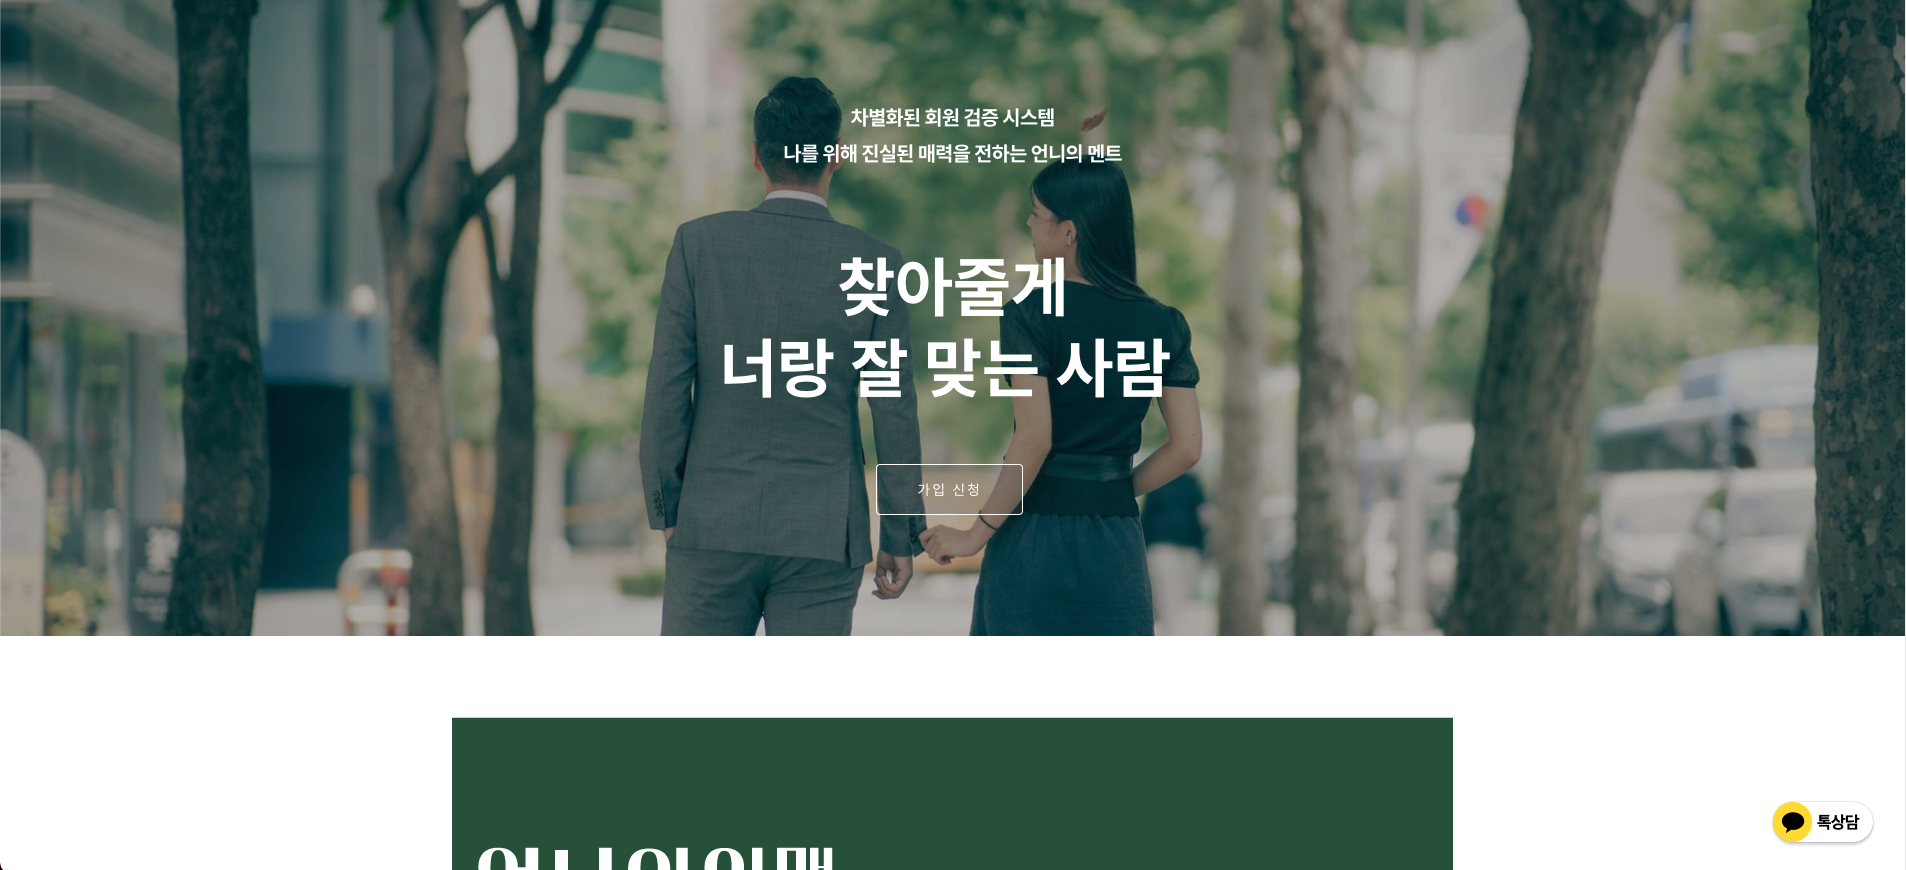 차별화된 회원 검증 시스템
나를 위해 진실된 매력을 전하는 언니의 멘트
찾아줄게
너랑 잘 맞는 사람
가입 신청
톡상담